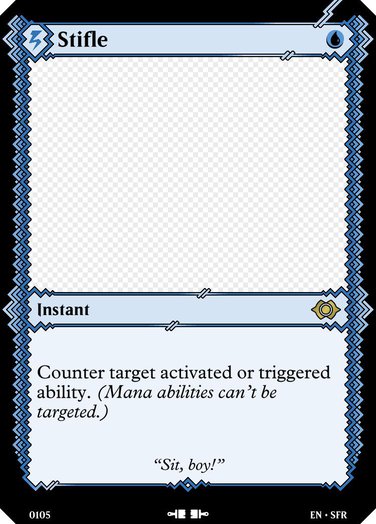 Stifle
Instant
Counter target activated or triggered
ability. (Mana abilities can’t be
targeted.)
“Sit, boy!”
0105
EN • SFR